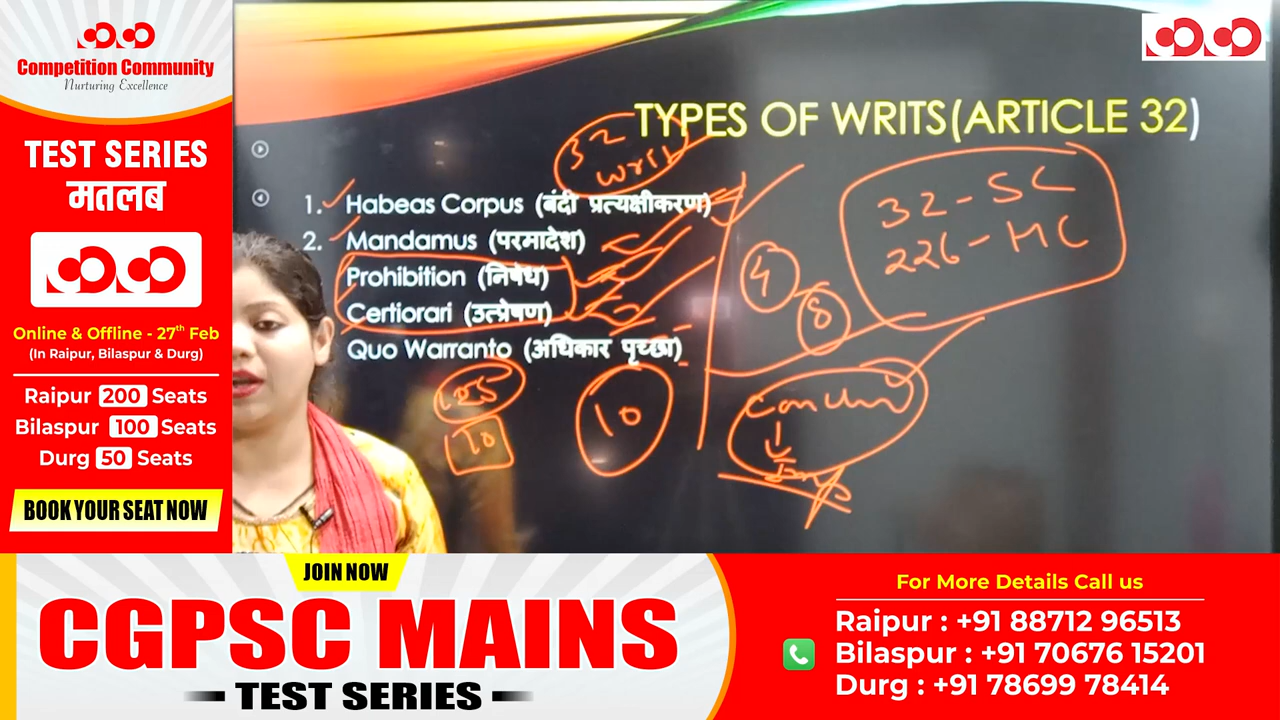 Competition Community
Nurturing Excellence
TEST SERIES
मतलब
Online & Offline - 27th Feb
(In Raipur, Bilaspur & Durg)
Raipur 200 Seats
Bilaspur 100 Seats
Durg 50 Seats
BOOK YOUR SEAT NOW
TYPES OF WRITS(ARTICLE 32)
32
writ
1. Habeas Corpus (बंदी प्रत्यक्षीकरण)
2. Mandamus (परमादेश)
Prohibition (निषेध)
Certiorari (उत्प्रेषण)
Quo Warranto (अधिकार पृच्छा)
32-SC
226-HC
4
8
10
10
JOIN NOW
CGPSC MAINS
TEST SERIES
For More Details Call us
Raipur : +91 88712 96513
Bilaspur : +91 70676 15201
Durg : +91 78699 78414